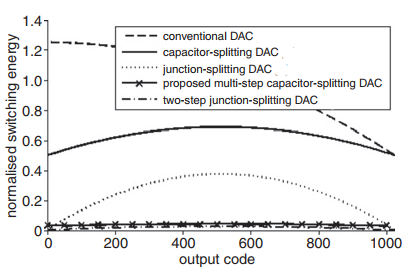 normalised switching energy
1.4
1.2
1.0
0.8
0.6
0.4
0.2
0
conventional DAC
capacitor-splitting DAC
junction-splitting DAC
proposed multi-step capacitor-splitting DAC
two-step junction-splitting DAC
0 200 400 600 800 1000
output code